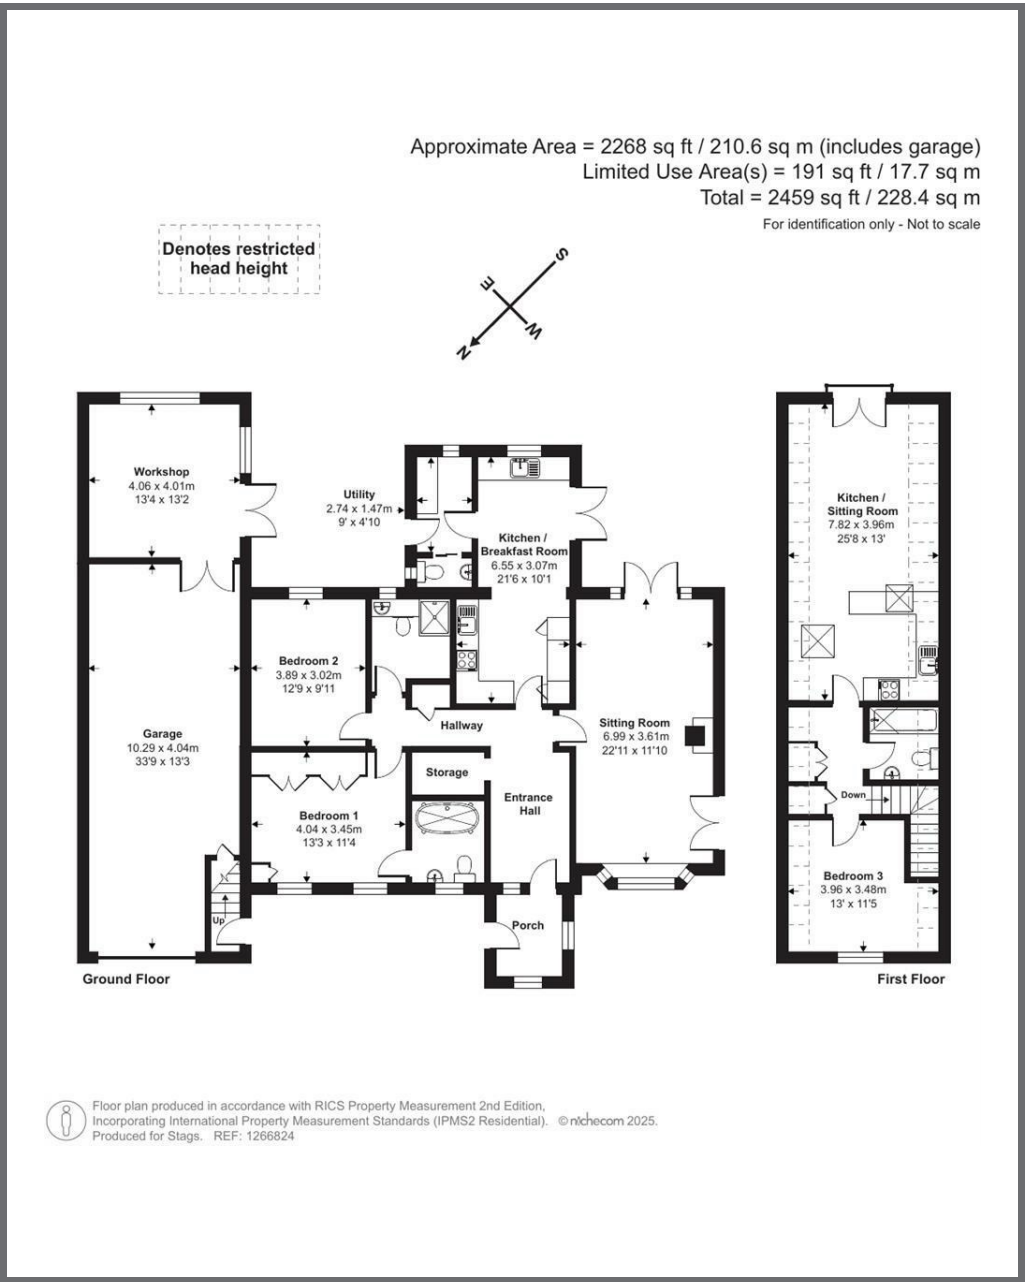 Approximate Area = 2268 sq ft / 210.6 sq m (includes garage)
Limited Use Area(s) = 191 sq ft / 17.7 sq m
Total = 2459 sq ft / 228.4 sq m
For identification only - Not to scale
Denotes restricted
head height
S
E
W
N
Workshop
4.06 x 4.01m
13'4 x 13'2
Utility
2.74 x 1.47m
9' x 4'10
Kitchen /
Breakfast Room
6.55 x 3.07m
21'6 x 10'1
Bedroom 2
3.89 x 3.02m
12'9 x 9'11
Hallway
Sitting Room
6.99 x 3.61m
22'11 x 11'10
Garage
10.29 x 4.04m
33'9 x 13'3
Storage
Entrance
Hall
Bedroom 1
4.04 x 3.45m
13'3 x 11'4
Up
Porch
Ground Floor
Kitchen /
Sitting Room
7.82 x 3.96m
25'8 x 13'
Down
Bedroom 3
3.96 x 3.48m
13' x 11'5
First Floor
Floor plan produced in accordance with RICS Property Measurement 2nd Edition,
Incorporating International Property Measurement Standards (IPMS2 Residential). © nıchecom 2025.
Produced for Stags. REF: 1266824